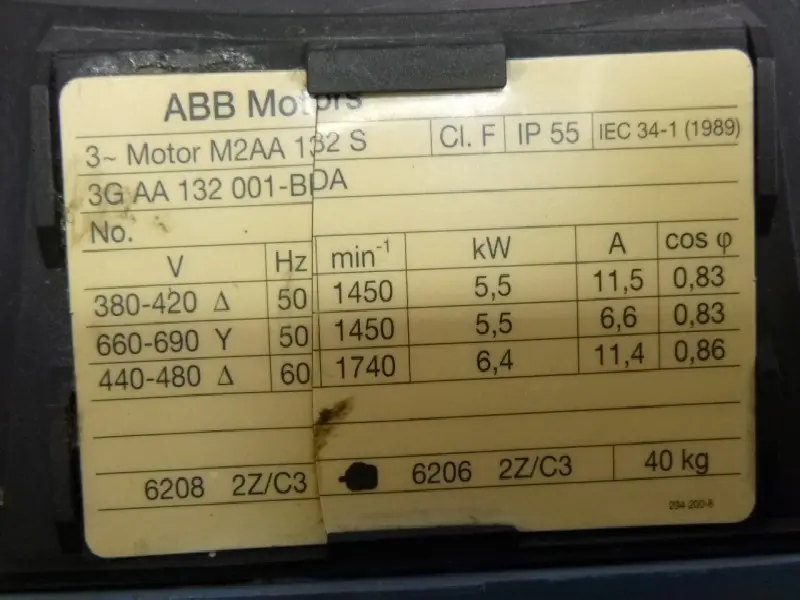 ABB Motors
3~ Motor M2AA 132 S Cl. F IP 55 IEC 34-1 (1989)
3G AA 132 001-BDA
No.
V Hz min⁻¹ kW A cos φ
380-420 Δ 50 1450 5,5 11,5 0,83
660-690 Y 50 1450 5,5 6,6 0,83
440-480 Δ 60 1740 6,4 11,4 0,86
6208 2Z/C3 6206 2Z/C3 40 kg